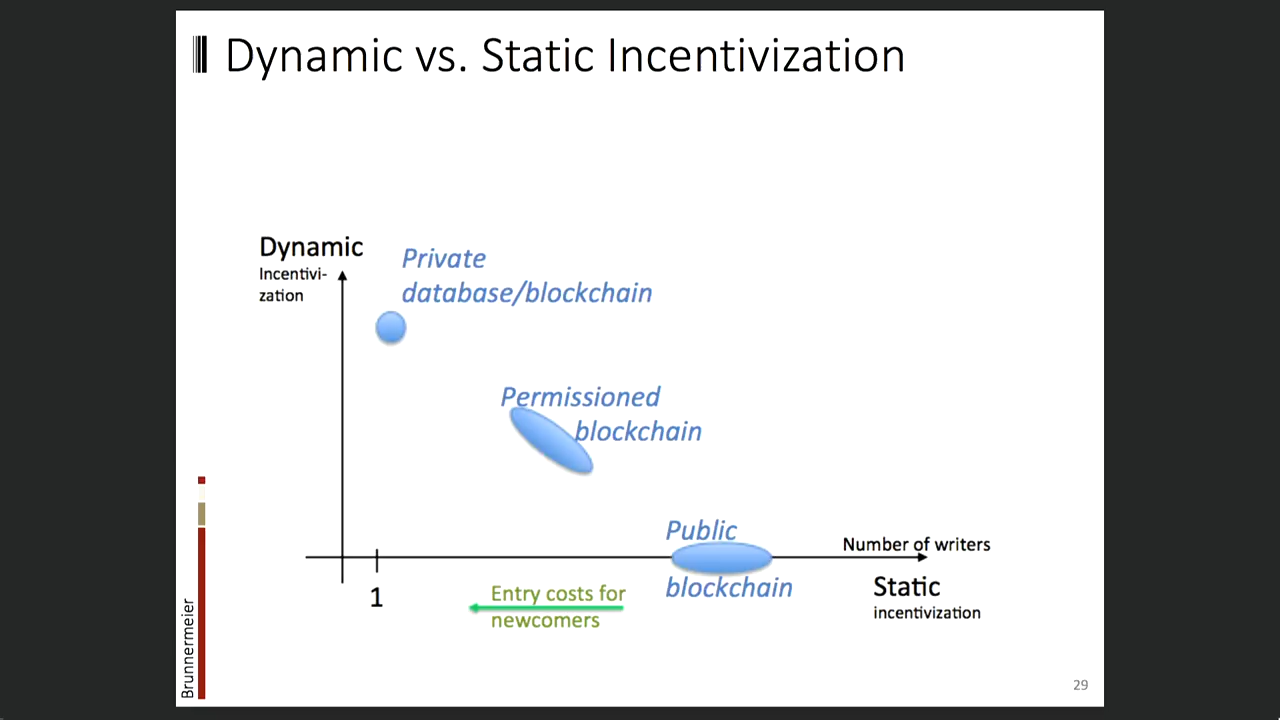 Dynamic vs. Static Incentivization
Dynamic
Incentivi-
zation
Private
database/blockchain
Permissioned
blockchain
Public
blockchain
Number of writers
Static
incentivization
1
Entry costs for
newcomers
Brunnermeier
29